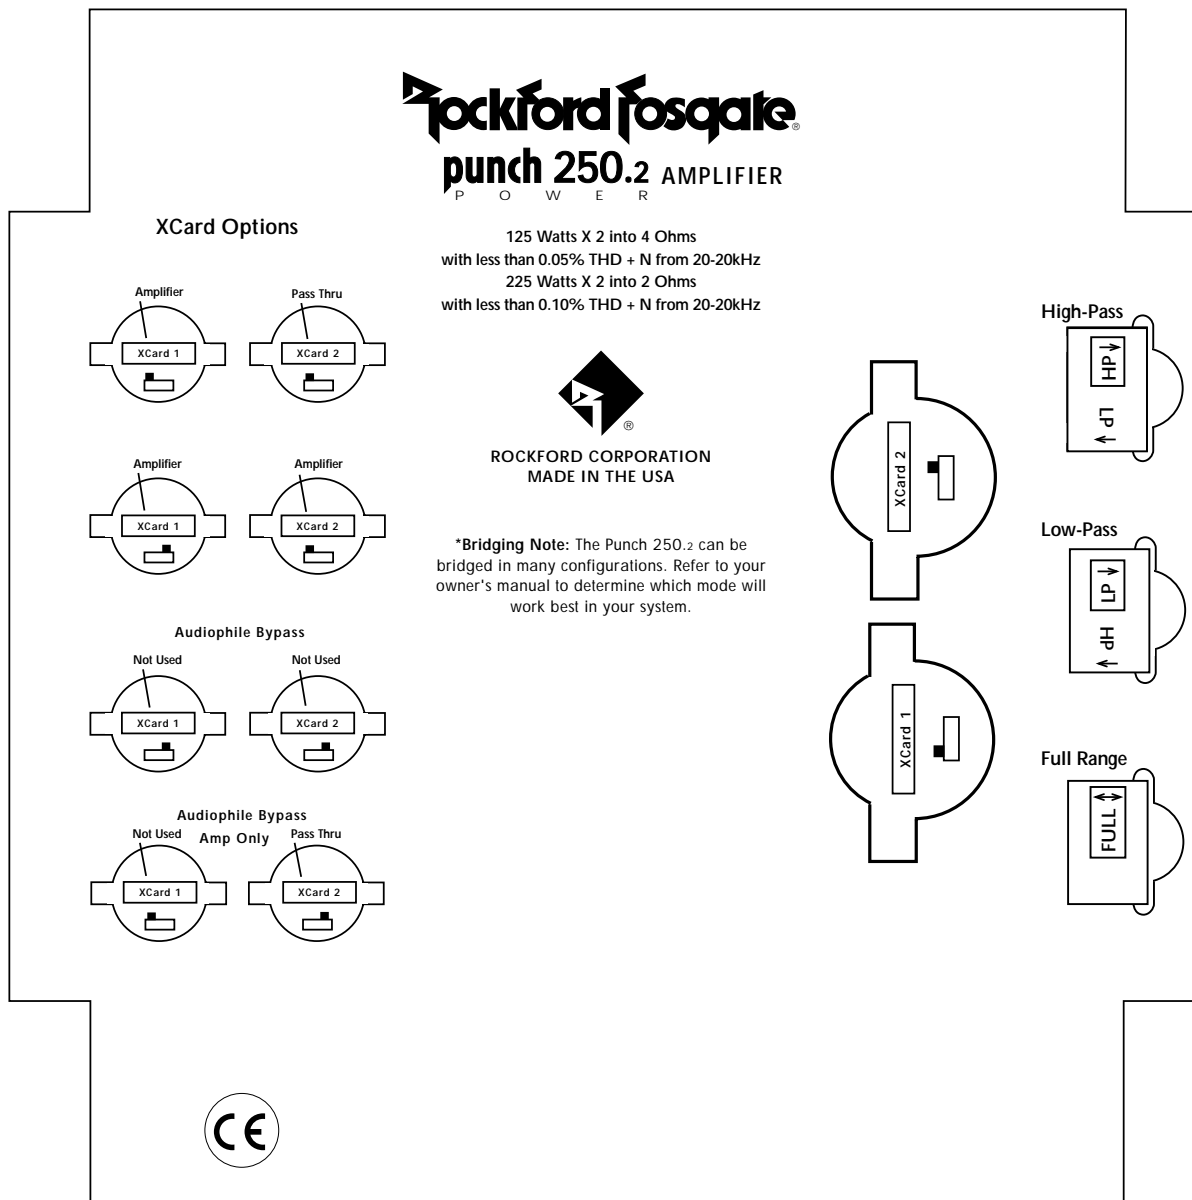 Rockford Fosgate®
punch 250.2 AMPLIFIER
POWER
XCard Options
125 Watts X 2 into 4 Ohms
with less than 0.05% THD + N from 20-20kHz
225 Watts X 2 into 2 Ohms
with less than 0.10% THD + N from 20-20kHz
Amplifier
Pass Thru
XCard 1
XCard 2
Amplifier
Amplifier
XCard 1
XCard 2
Audiophile Bypass
Not Used
Not Used
XCard 1
XCard 2
Audiophile Bypass
Amp Only
Not Used
Pass Thru
XCard 1
XCard 2
®
ROCKFORD CORPORATION
MADE IN THE USA
*Bridging Note: The Punch 250.2 can be
bridged in many configurations. Refer to your
owner's manual to determine which mode will
work best in your system.
XCard 2
XCard 1
High-Pass
HP
LP
Low-Pass
LP
HP
Full Range
FULL
CE